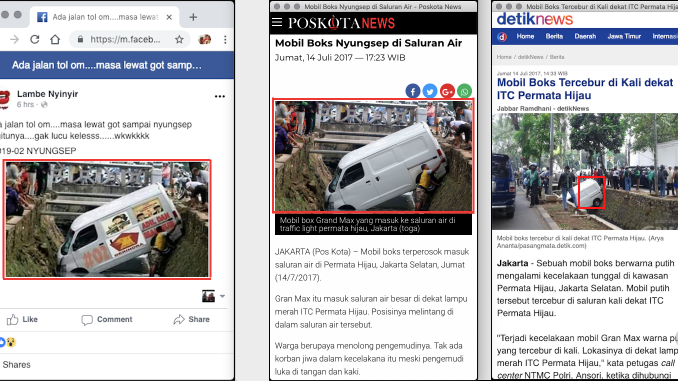 Ada jalan tol om....masa lewat
https://m.faceb...
Ada jalan tol om....masa lewat got samp...
Lambe Nyinyir
6 hrs ·
a jalan tol om....masa lewat got sampai nyungsep
gitunya....gak lucu kelesss......wkwkkkk
019-02 NYUNGSEP
Like
Comment
Share
Shares
Mobil Boks Nyungsep di Saluran Air - Poskota News
POSKOTANEWS
Mobil Boks Nyungsep di Saluran Air
Jumat, 14 Juli 2017 — 17:23 WIB
Mobil box Grand Max yang masuk ke saluran air di
traffic light permata hijau, Jakarta (toga)
JAKARTA (Pos Kota) – Mobil boks terperosok masuk
saluran air di Permata Hijau, Jakarta Selatan, Jumat
(14/7/2017).
Gran Max itu masuk saluran air besar di dekat lampu
merah ITC Permata Hijau. Posisinya melintang di
dalam saluran air tersebut.
Warga berupaya menolong pengemudinya. Tak ada
korban jiwa dalam kecelakana itu meski pengemudi
luka di tangan dan kaki.
Mobil Boks Tercebur di Kali dekat ITC Permata Hija
detiknews
Home
Berita
Daerah
Jawa Timur
Internasi
Home / detikNews / Berita
Jumat 14 Juli 2017, 14:33 WIB
Mobil Boks Tercebur di Kali dekat
ITC Permata Hijau
Jabbar Ramdhani - detikNews
Mobil boks tercebur di kali dekat ITC Permata Hijau. (Arya
Ananta/pasangmata.detik.com)
Jakarta - Sebuah mobil boks berwarna putih
mengalami kecelakaan tunggal di kawasan
Permata Hijau, Jakarta Selatan. Mobil putih
tersebut tercebur di saluran kali dekat ITC
Permata Hijau.
"Terjadi kecelakaan mobil Gran Max warna pu
yang tercebur di kali. Lokasinya di dekat lamp
merah ITC Permata Hijau," kata petugas call
center NTMC Polri, Ansori, ketika dihubungi